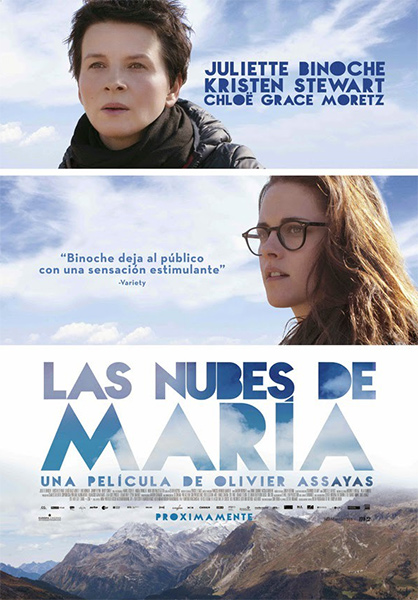 JULIETTE BINOCHE
KRISTEN STEWART
CHLOË GRACE MORETZ
“Binoche deja al público
con una sensación estimulante”
-Variety
LAS NUBES DE
MARÍA
UNA PELÍCULA DE OLIVIER ASSAYAS
PROXIMAMENTE